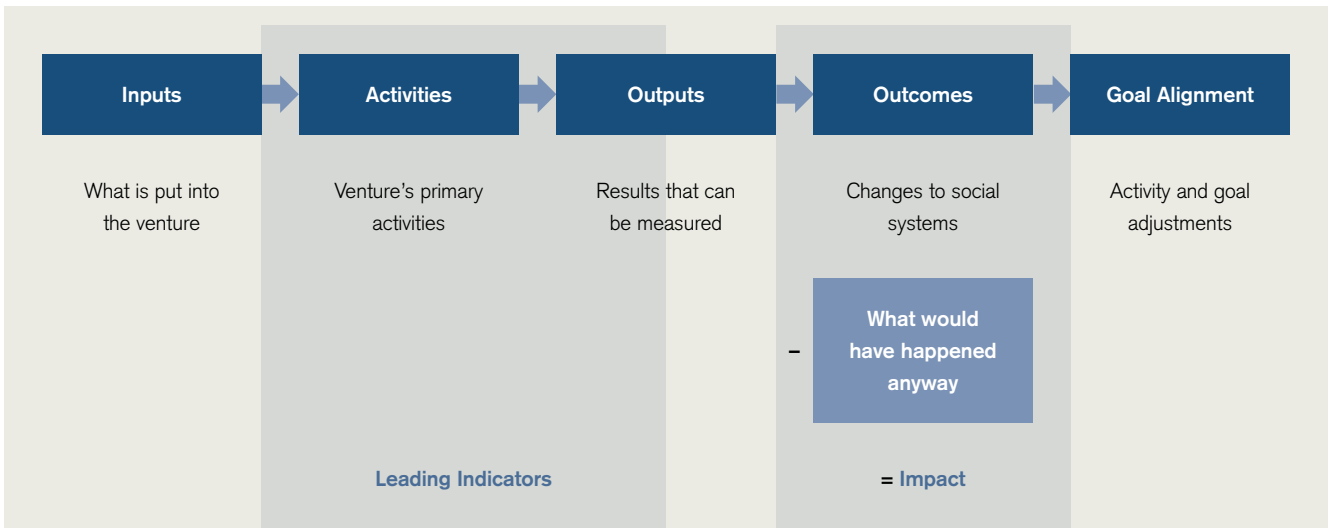 Inputs
Activities
Outputs
Outcomes
Goal Alignment
What is put into
the venture
Venture’s primary
activities
Results that can
be measured
Changes to social
systems
Activity and goal
adjustments
–
What would
have happened
anyway
Leading Indicators
= Impact